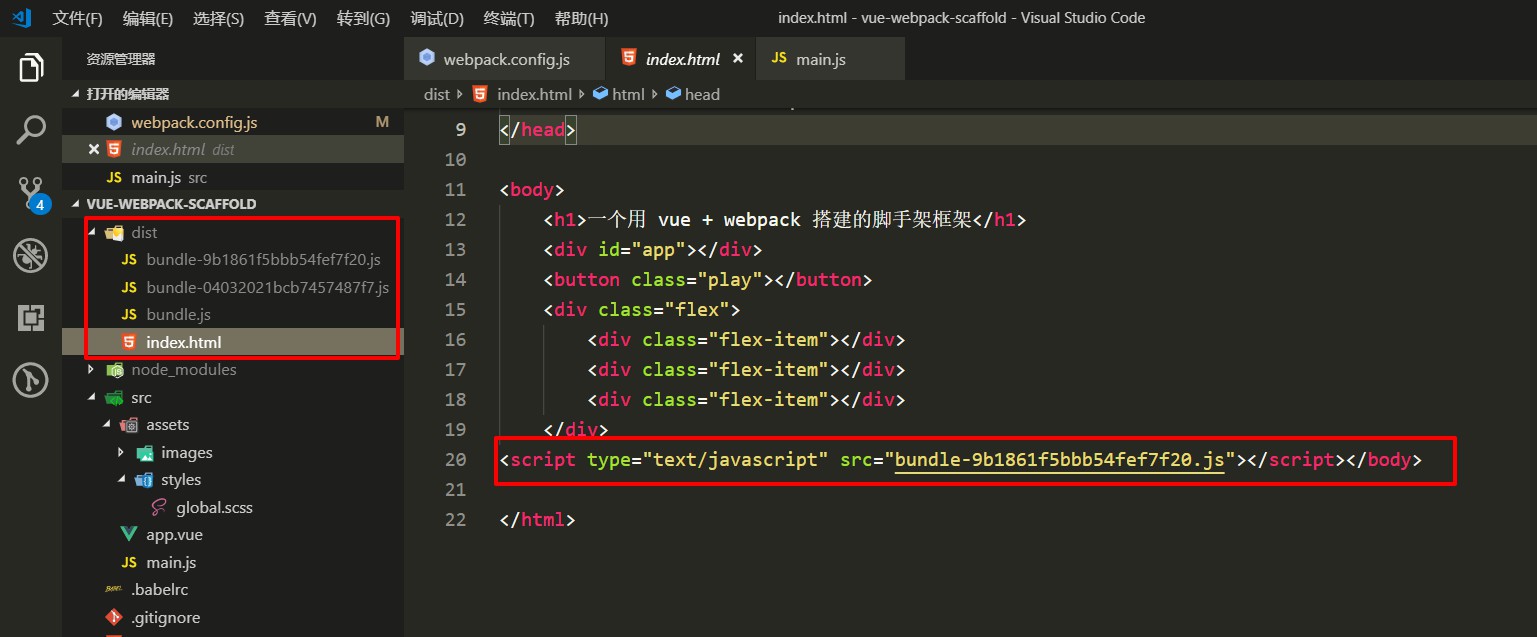 文件(F) 编辑(E) 选择(S) 查看(V) 转到(G) 调试(D) 终端(T) 帮助(H) index.html - vue-webpack-scaffold - Visual Studio Code
资源管理器
打开的编辑器
webpack.config.js M
index.html dist
JS main.js src
4
VUE-WEBPACK-SCAFFOLD
dist
JS bundle-9b1861f5bbb54fef7f20.js
JS bundle-04032021bcb7457487f7.js
JS bundle.js
index.html
node_modules
src
assets
images
styles
global.scss
app.vue
JS main.js
.babelrc
.gitignore
webpack.config.js index.html JS main.js
dist index.html html head
9 </head>
10
11 <body>
12 <h1>一个用 vue + webpack 搭建的脚手架框架</h1>
13 <div id="app"></div>
14 <button class="play"></button>
15 <div class="flex">
16 <div class="flex-item"></div>
17 <div class="flex-item"></div>
18 <div class="flex-item"></div>
19 </div>
20 <script type="text/javascript" src="bundle-9b1861f5bbb54fef7f20.js"></script></body>
21
22 </html>